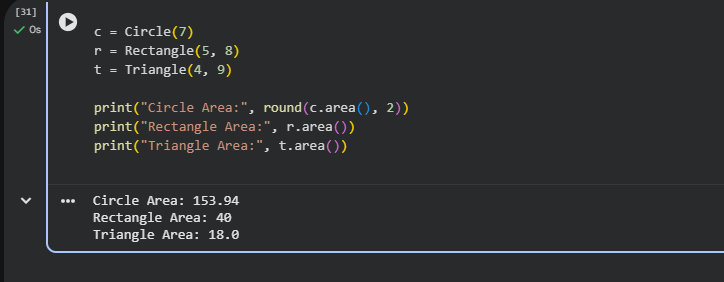 [31]
0s
c = Circle(7)
r = Rectangle(5, 8)
t = Triangle(4, 9)
print("Circle Area:", round(c.area(), 2))
print("Rectangle Area:", r.area())
print("Triangle Area:", t.area())
Circle Area: 153.94
Rectangle Area: 40
Triangle Area: 18.0